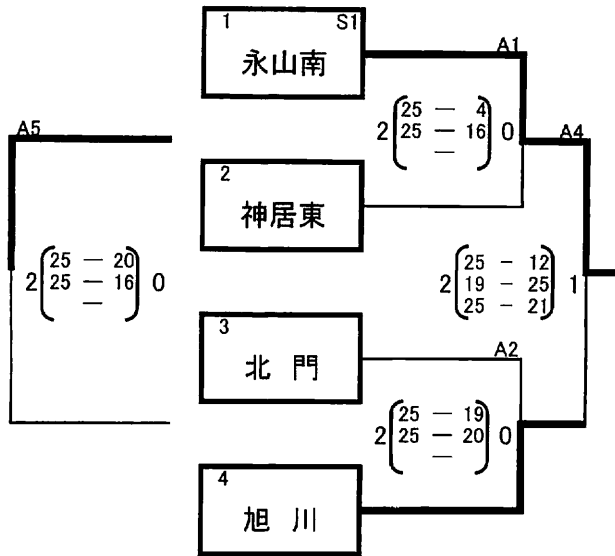 1 S1
永山南
A1
25 — 4
2 25 — 16 0
—
A5
A4
2
神居東
25 — 20
2 25 — 16 0
—
25 — 12
2 19 — 25 1
25 — 21
3
北門
A2
25 — 19
2 25 — 20 0
—
4
旭川